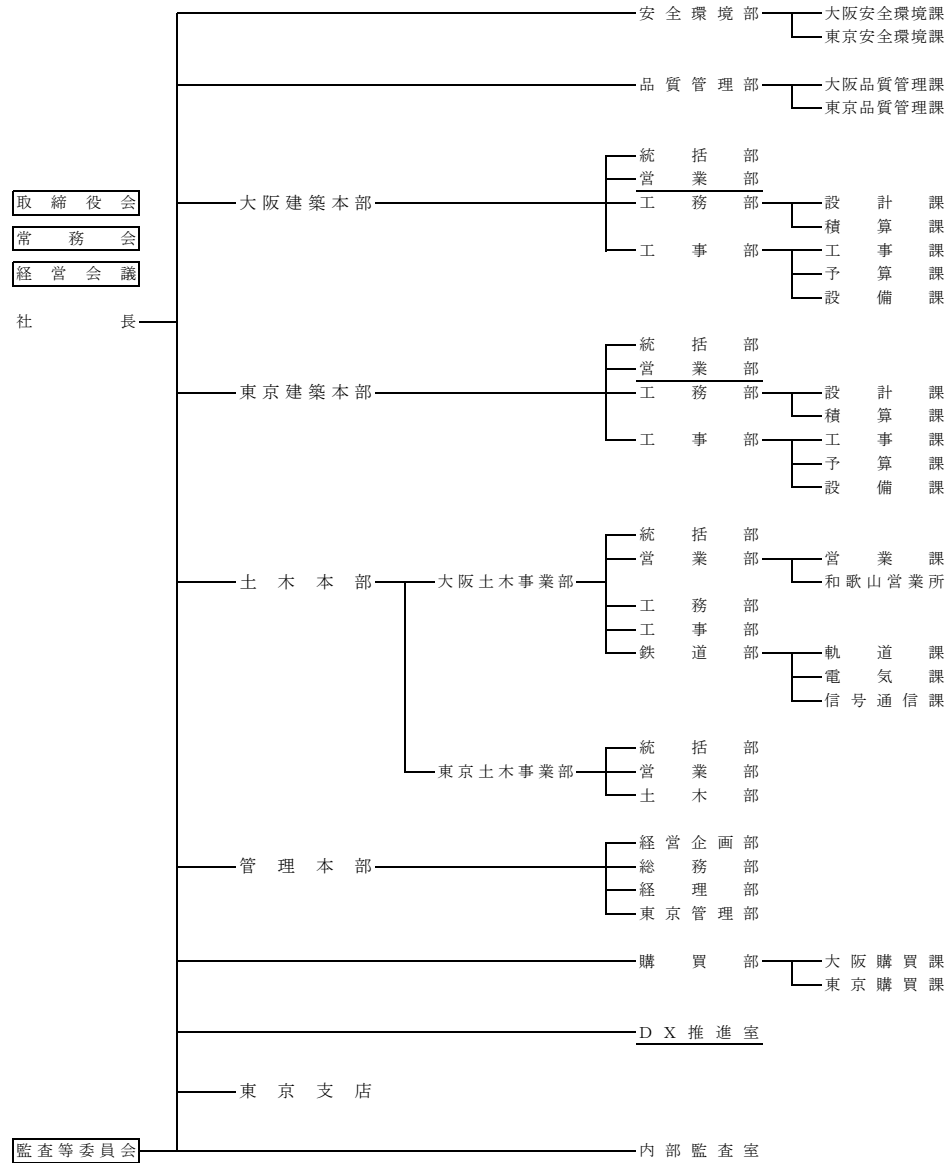 安全環境部 大阪安全環境課
東京安全環境課
品質管理部 大阪品質管理課
東京品質管理課
統括部
営業部
取締役会 大阪建築本部 工務部 設計課
積算課
常務会
工事部 工事課
経営会議 予算課
設備課
社長
統括部
営業部
東京建築本部 工務部 設計課
積算課
工事部 工事課
予算課
設備課
統括部
営業部 営業課
土木本部 大阪土木事業部 和歌山営業所
工務部
工事部
鉄道部 軌道課
電気課
信号通信課
統括部
東京土木事業部 営業部
土木部
経営企画部
管理本部 総務部
経理部
東京管理部
購買部 大阪購買課
東京購買課
DX推進室
東京支店
監査等委員会 内部監査室